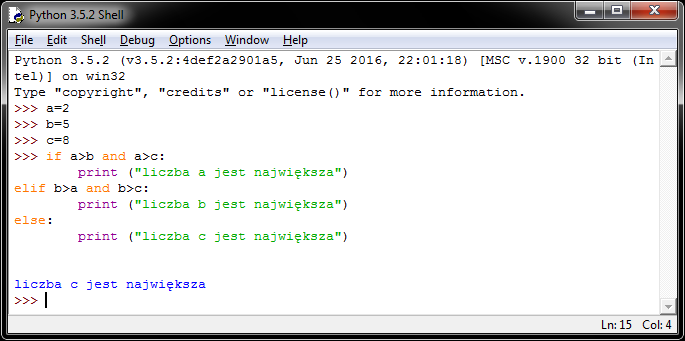 Python 3.5.2 Shell
File Edit Shell Debug Options Window Help
Python 3.5.2 (v3.5.2:4def2a2901a5, Jun 25 2016, 22:01:18) [MSC v.1900 32 bit (In
tel)] on win32
Type "copyright", "credits" or "license()" for more information.
>>> a=2
>>> b=5
>>> c=8
>>> if a>b and a>c:
        print ("liczba a jest największa")
elif b>a and b>c:
        print ("liczba b jest największa")
else:
        print ("liczba c jest największa")
liczba c jest największa
>>>
Ln: 15 Col: 4